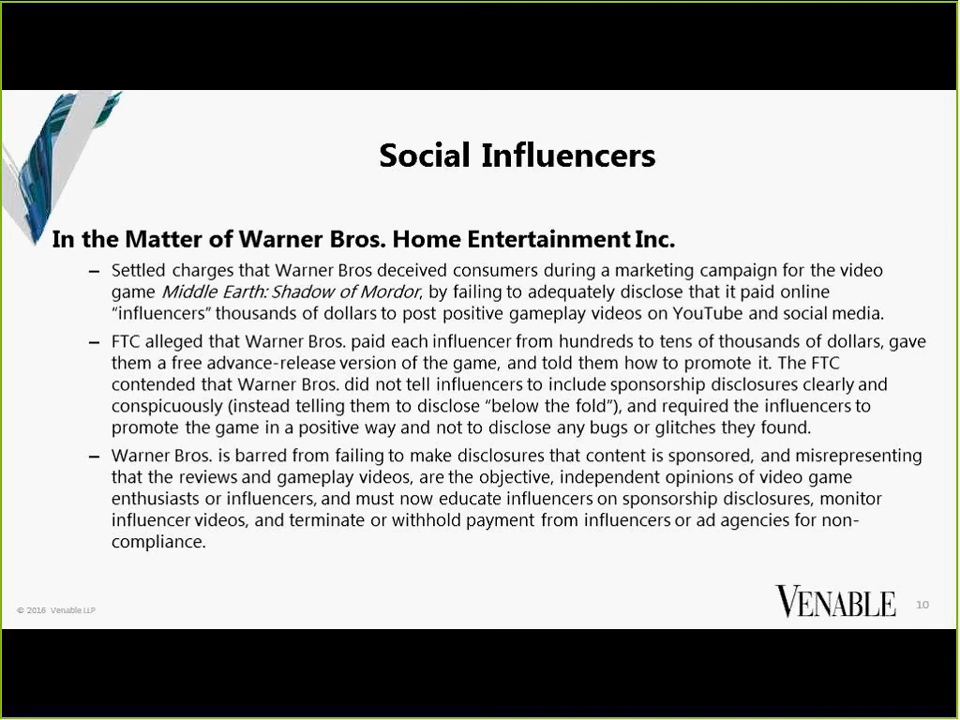 Social Influencers
In the Matter of Warner Bros. Home Entertainment Inc.
– Settled charges that Warner Bros deceived consumers during a marketing campaign for the video
game Middle Earth: Shadow of Mordor, by failing to adequately disclose that it paid online
“influencers” thousands of dollars to post positive gameplay videos on YouTube and social media.
– FTC alleged that Warner Bros. paid each influencer from hundreds to tens of thousands of dollars, gave
them a free advance-release version of the game, and told them how to promote it. The FTC
contended that Warner Bros. did not tell influencers to include sponsorship disclosures clearly and
conspicuously (instead telling them to disclose “below the fold”), and required the influencers to
promote the game in a positive way and not to disclose any bugs or glitches they found.
– Warner Bros. is barred from failing to make disclosures that content is sponsored, and misrepresenting
that the reviews and gameplay videos, are the objective, independent opinions of video game
enthusiasts or influencers, and must now educate influencers on sponsorship disclosures, monitor
influencer videos, and terminate or withhold payment from influencers or ad agencies for non-
compliance.
© 2016 Venable LLP
VENABLE
10